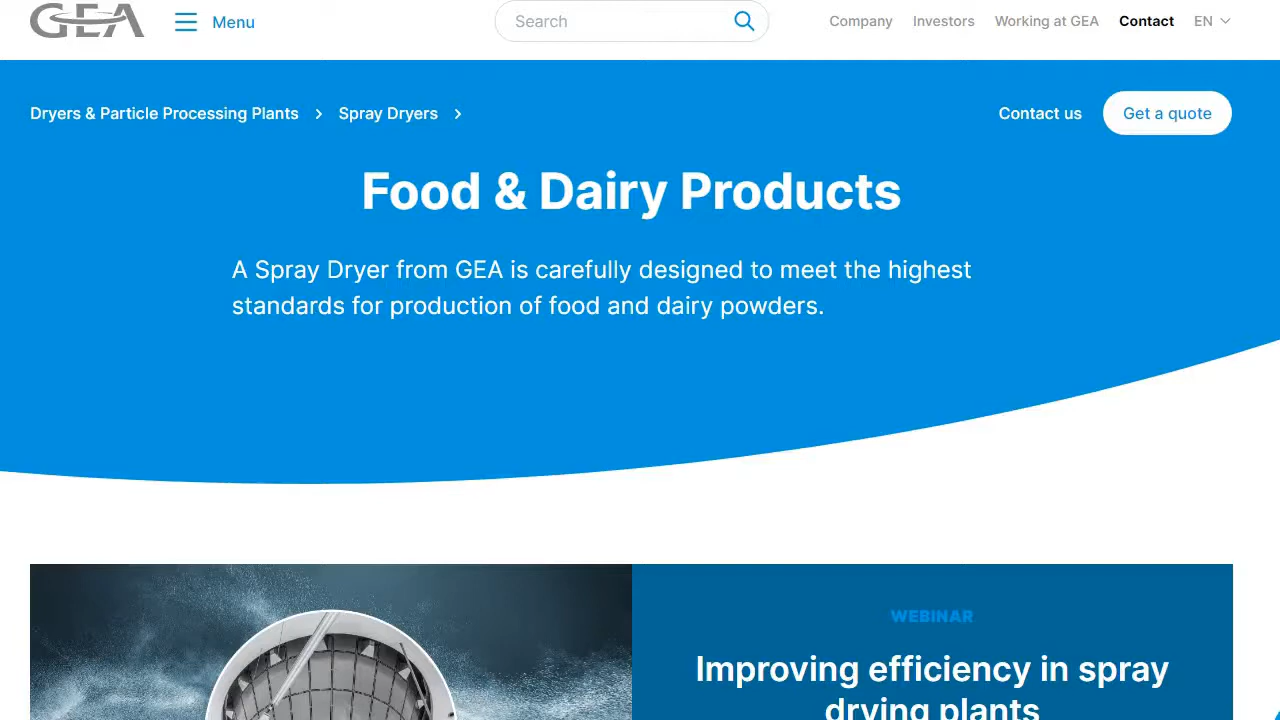 GEA
Menu
Search
Company
Investors
Working at GEA
Contact
EN
Dryers & Particle Processing Plants
Spray Dryers
Contact us
Get a quote
Food & Dairy Products
A Spray Dryer from GEA is carefully designed to meet the highest
standards for production of food and dairy powders.
WEBINAR
Improving efficiency in spray
drying plants